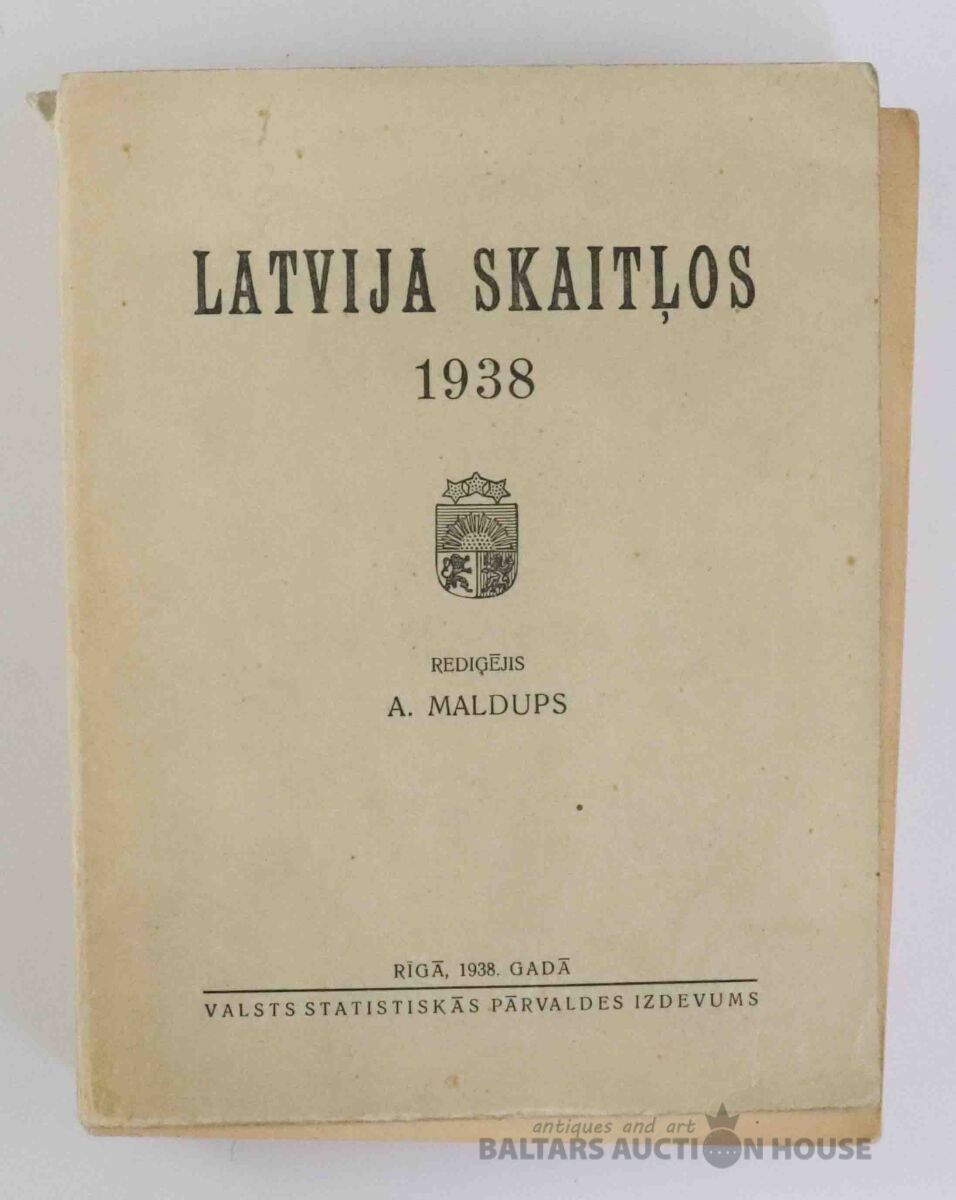 LATVIJA SKAITĻOS
1938
REDIĢĒJIS
A. MALDUPS
RĪGĀ, 1938. GADĀ
VALSTS STATISTISKĀS PĀRVALDES IZDEVUMS
antiques and art
BALTARS AUCTION HOUSE